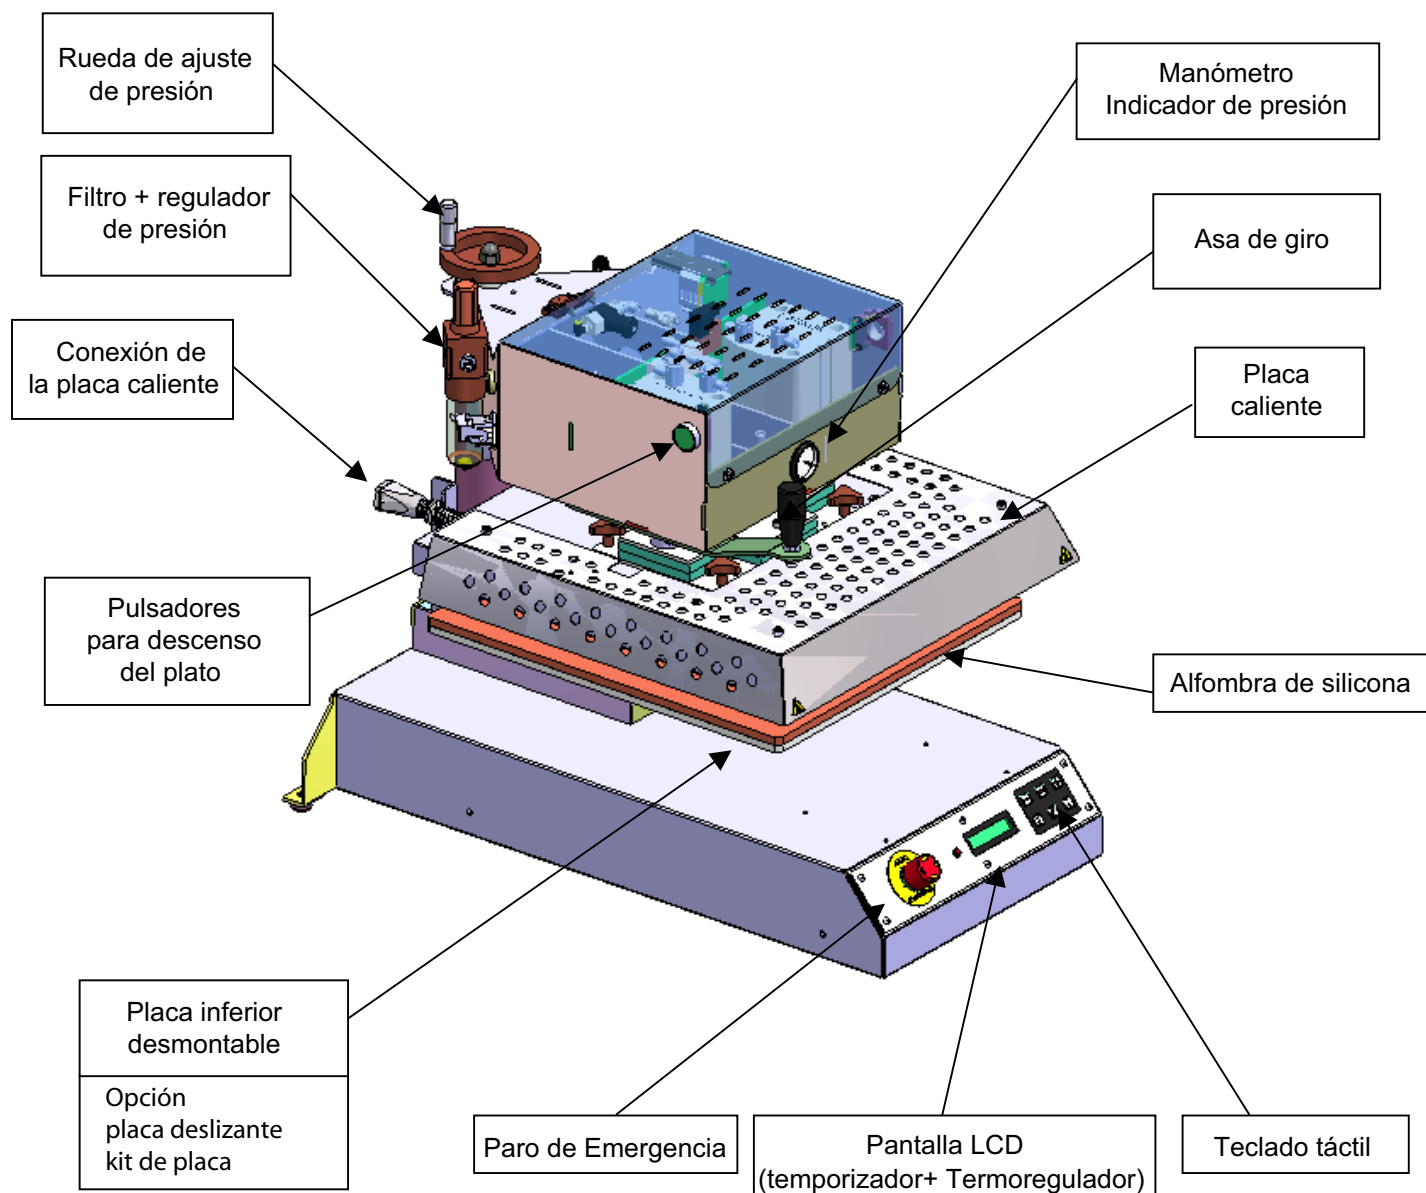 Rueda de ajuste
de presión
Manómetro
Indicador de presión
Filtro + regulador
de presión
Asa de giro
Conexión de
la placa caliente
Placa
caliente
Pulsadores
para descenso
del plato
Alfombra de silicona
Placa inferior
desmontable
Opción
placa deslizante
kit de placa
Paro de Emergencia
Pantalla LCD
(temporizador+ Termoregulador)
Teclado táctil